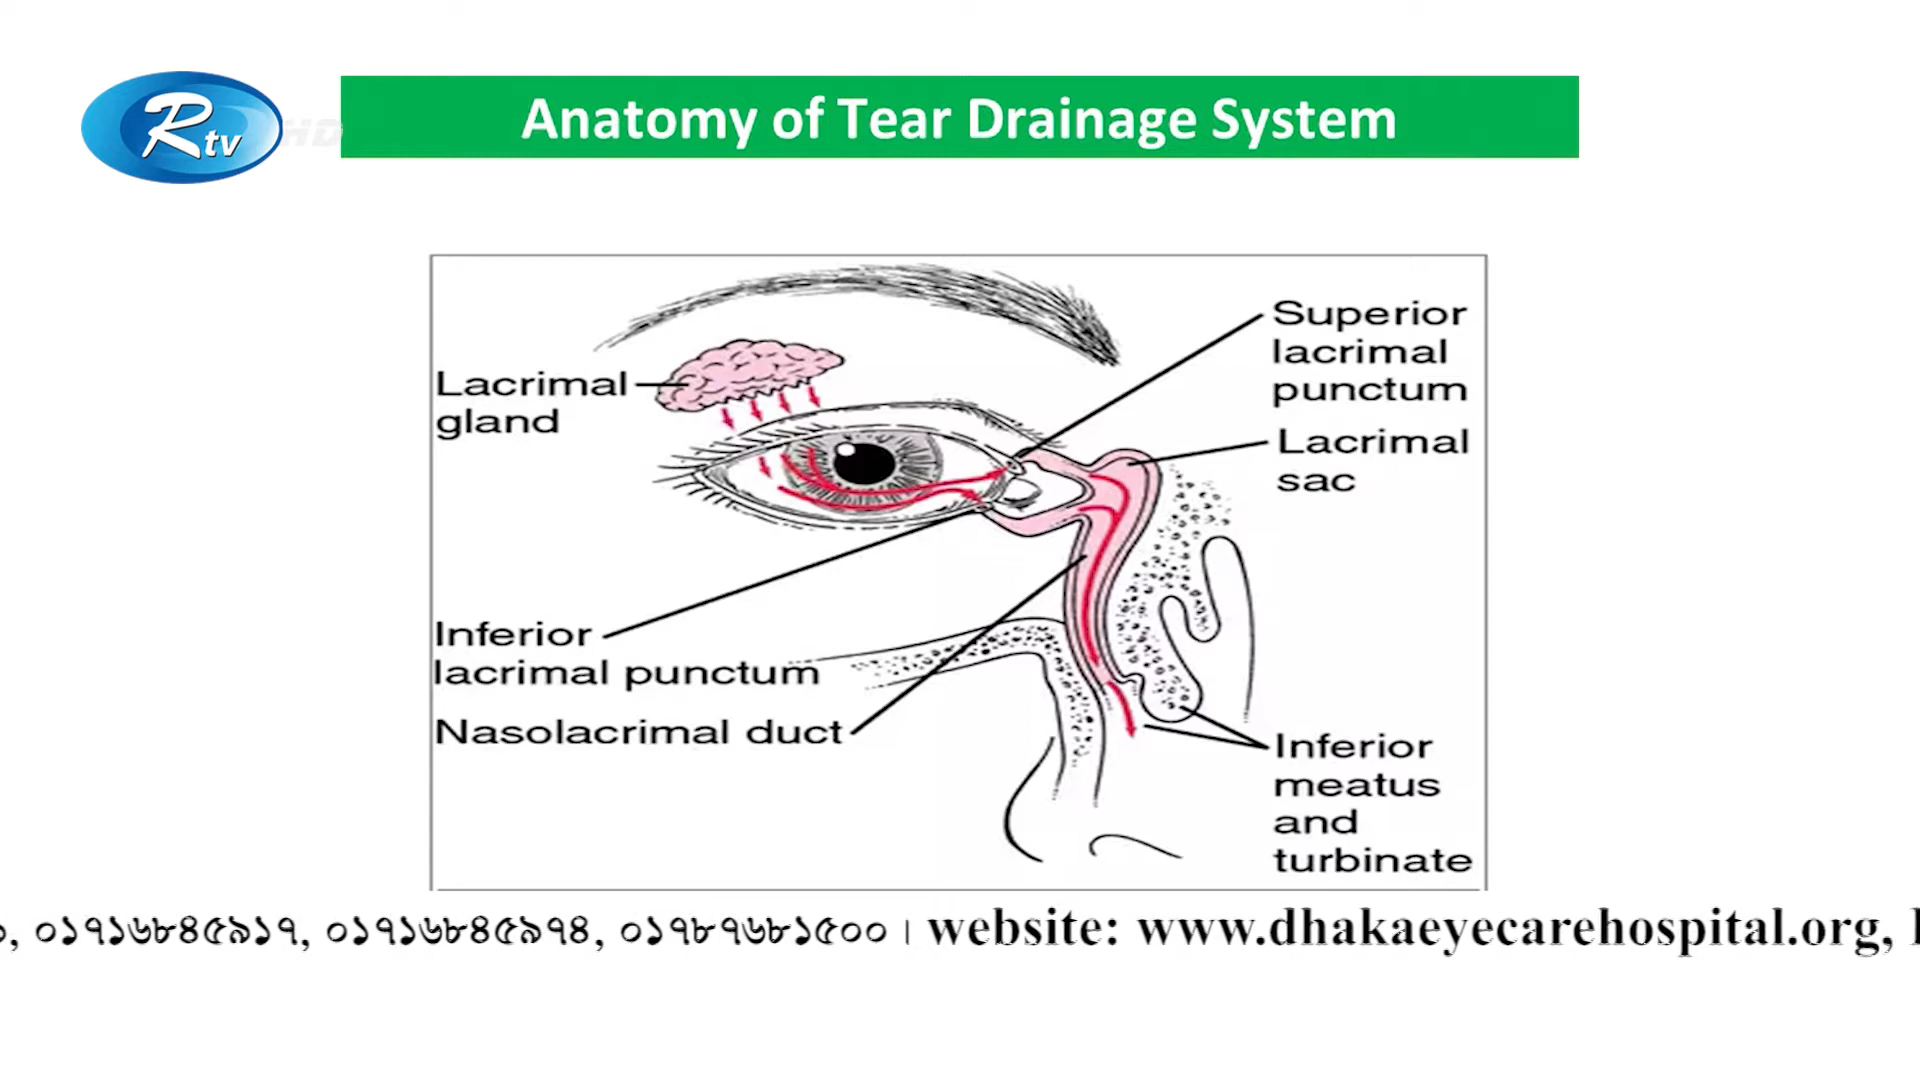 Rtv HD
Anatomy of Tear Drainage System
Superior
lacrimal
punctum
Lacrimal
sac
Lacrimal
gland
Inferior
lacrimal punctum
Nasolacrimal duct
Inferior
meatus
and
turbinate
, ০১৭১৬৮৪৫৯১৭, ০১৭১৬৮৪৫৯৭৪, ০১৭৮৭৬৮১৫০০ । website: www.dhakaeyecarehospital.org,